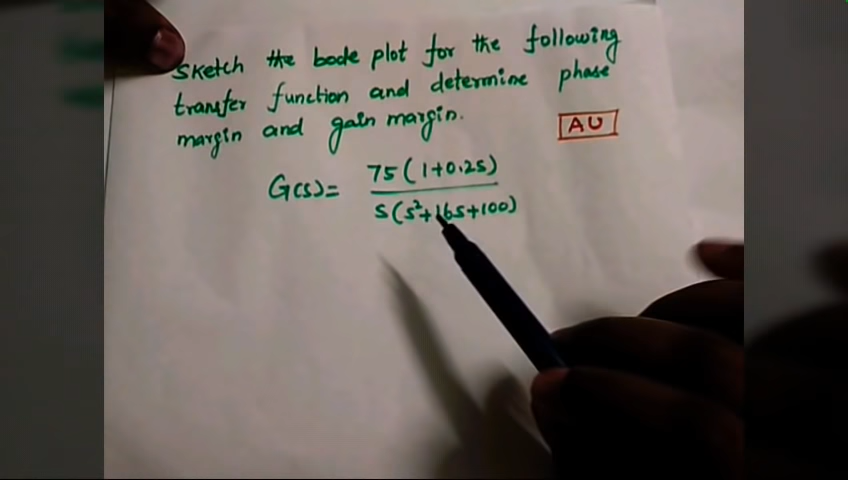 Sketch the bode plot for the following
transfer function and determine phase
margin and gain margin.
AU
G(s)= 75(1+0.2s)
s(s²+16s+100)